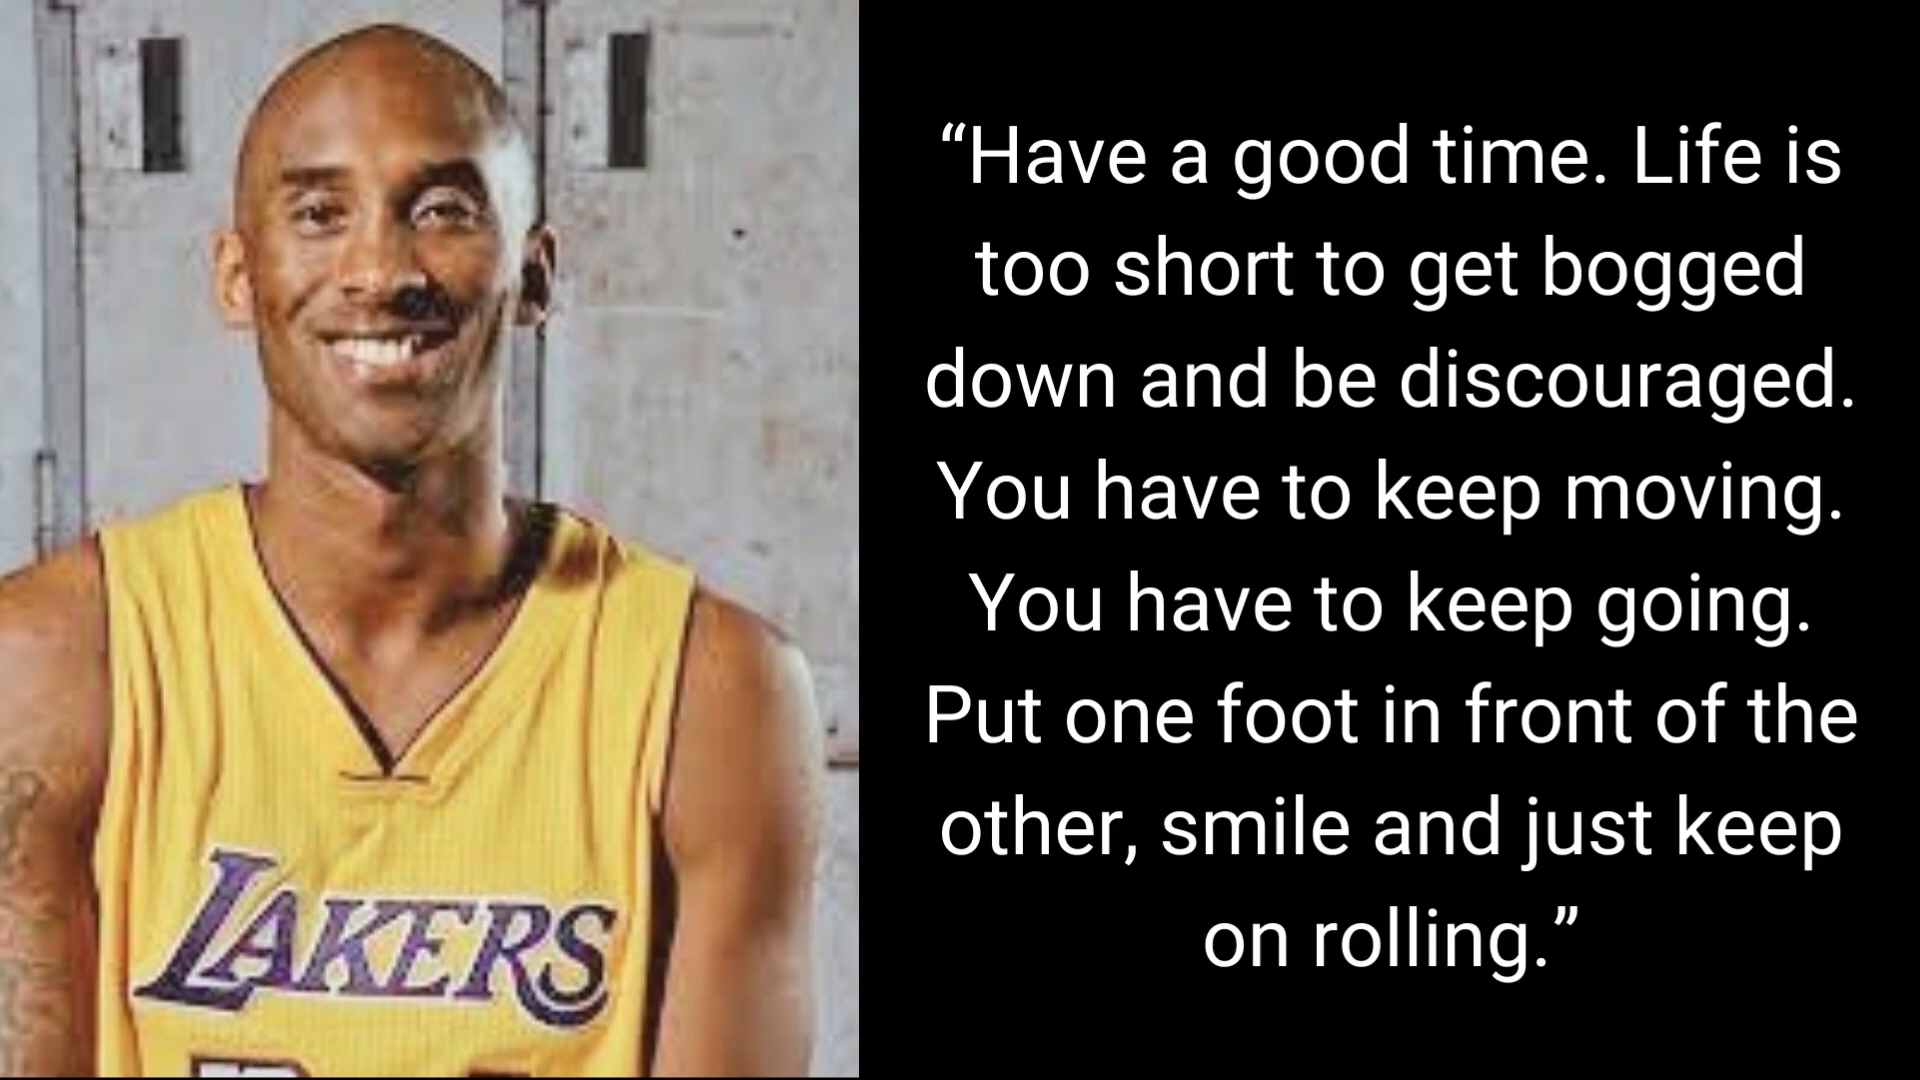 “Have a good time. Life is
too short to get bogged
down and be discouraged.
You have to keep moving.
You have to keep going.
Put one foot in front of the
other, smile and just keep
on rolling.”
LAKERS